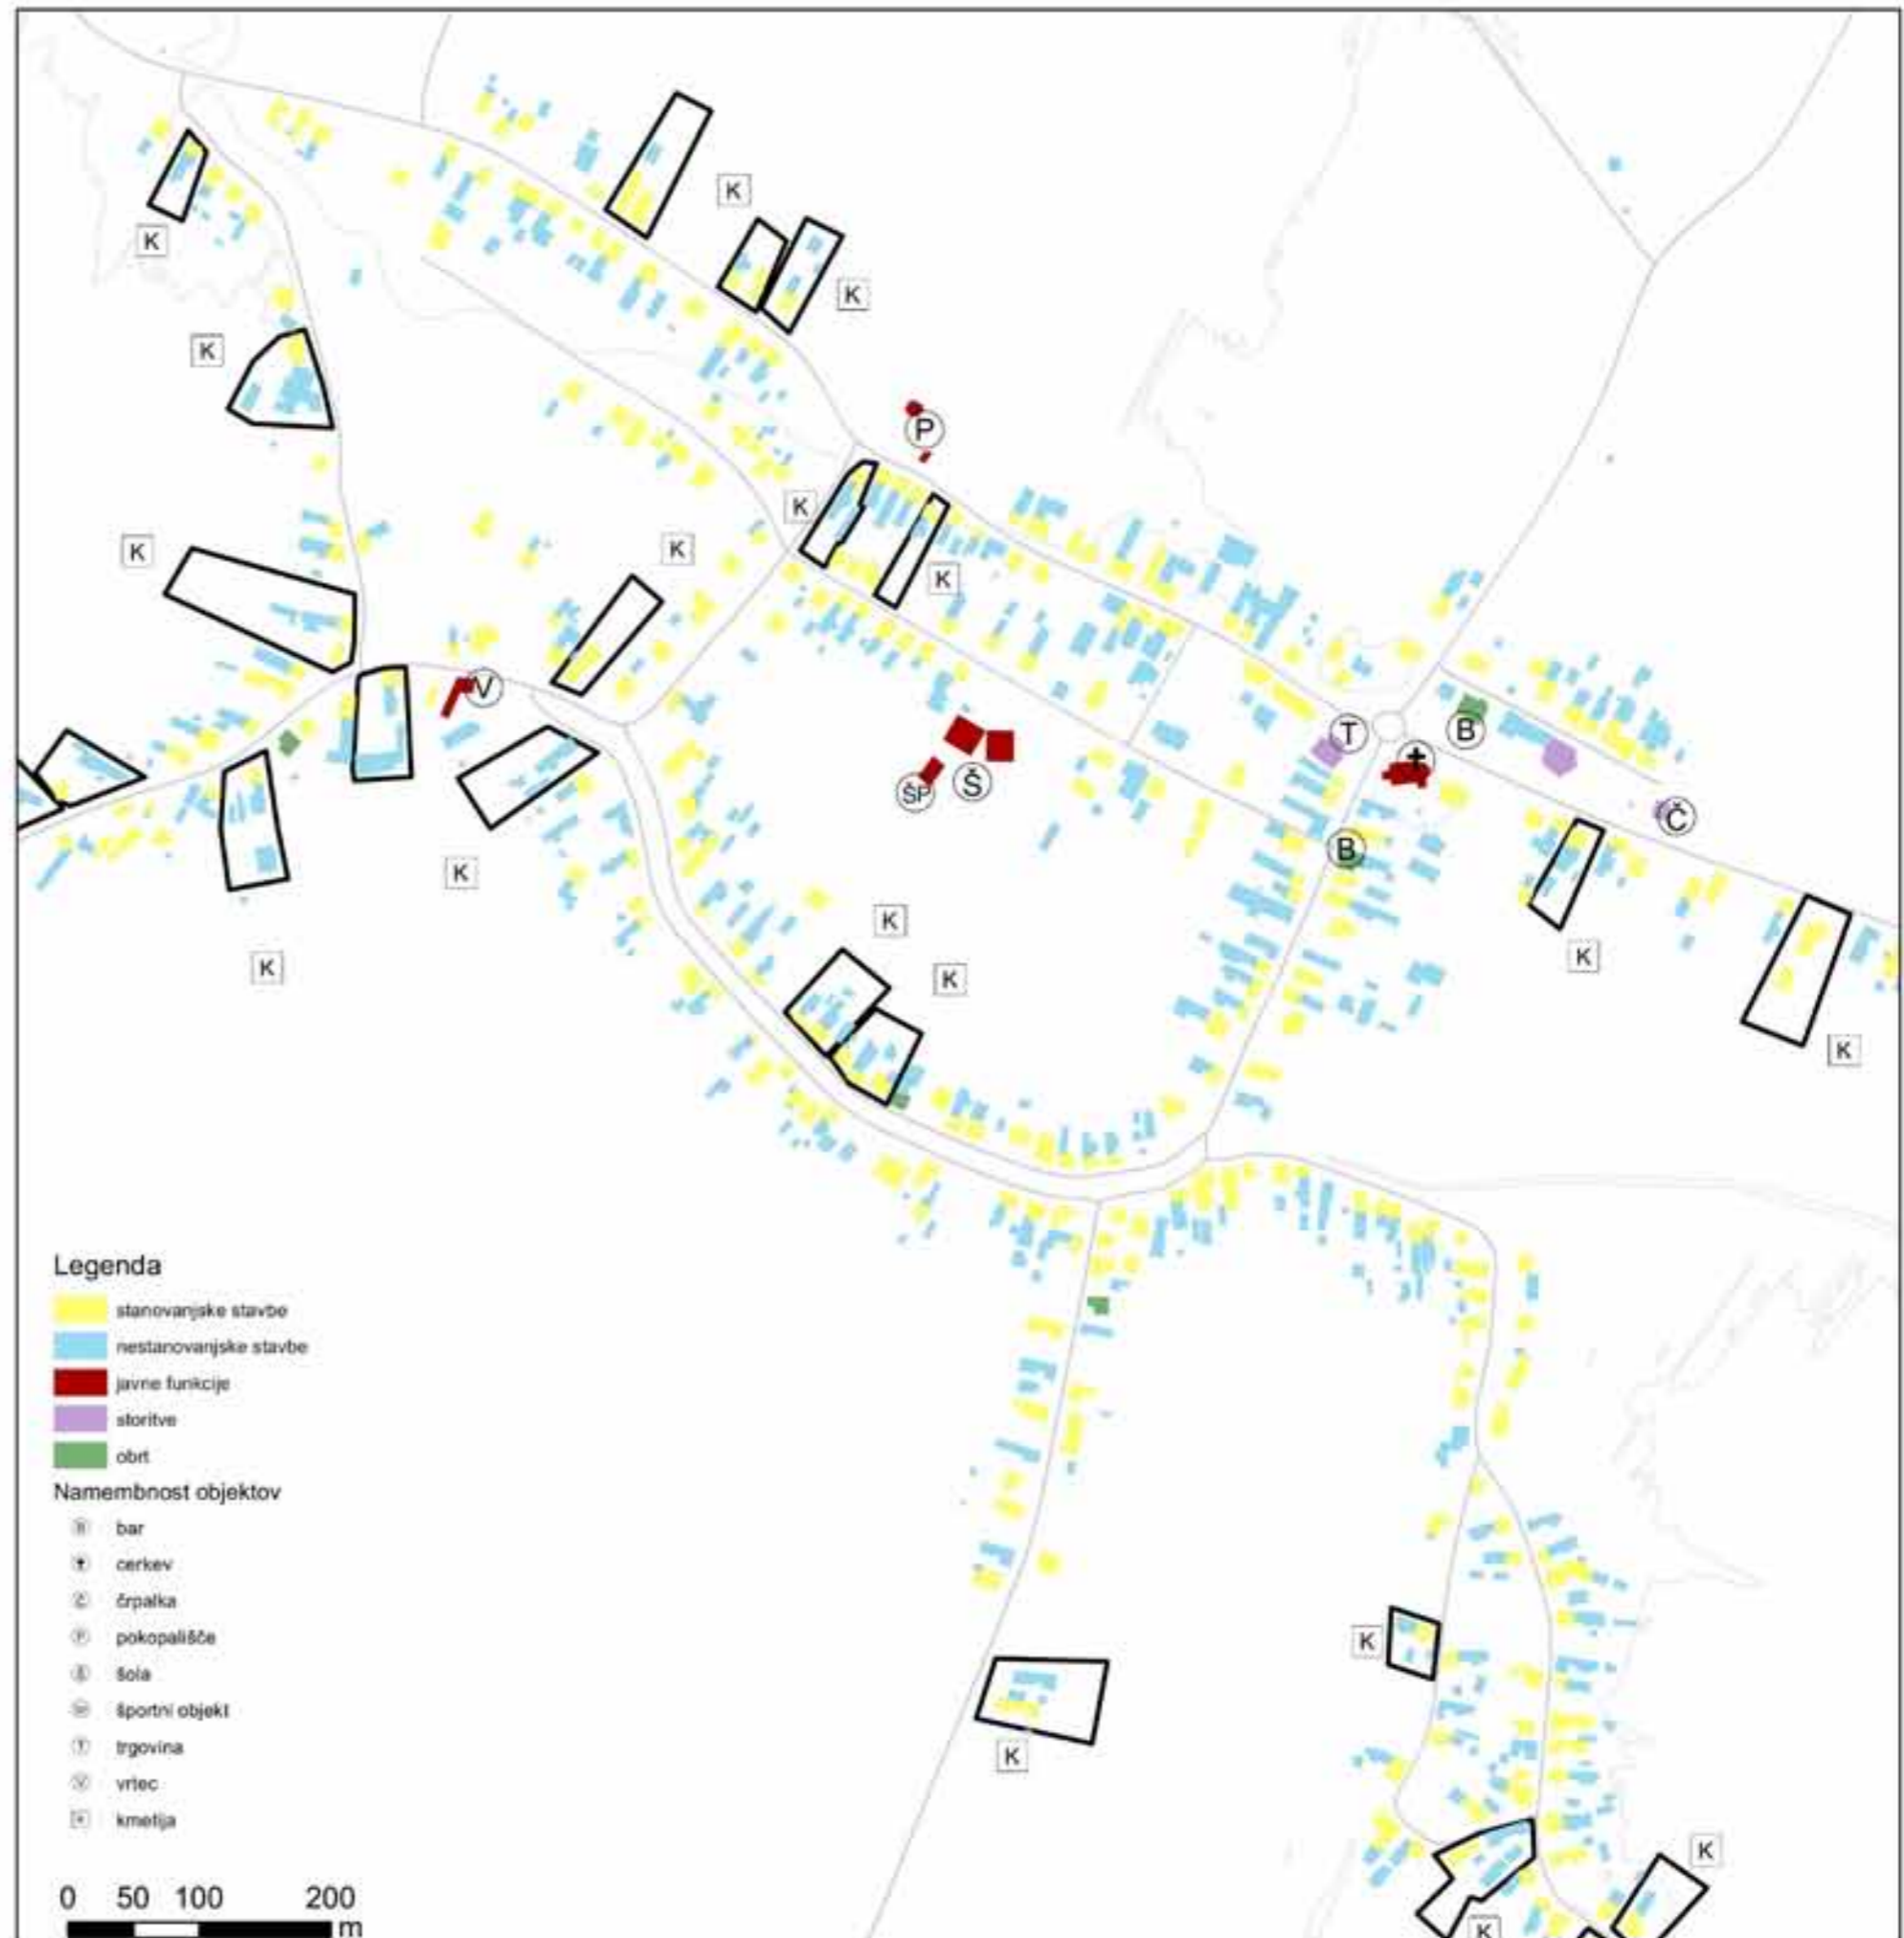 K
K
K
K
P
K
K
K
K
K
V
T
B
✝
ŠP
Š
Č
B
K
K
K
K
K
K
K
Legenda
stanovanjske stavbe
nestanovanjske stavbe
javne funkcije
storitve
obrt
Namembnost objektov
B bar
✝ cerkev
Č črpalka
P pokopališče
Š šola
ŠP športni objekt
T trgovina
V vrtec
K kmetija
K
K
K
K
0 50 100 200
m